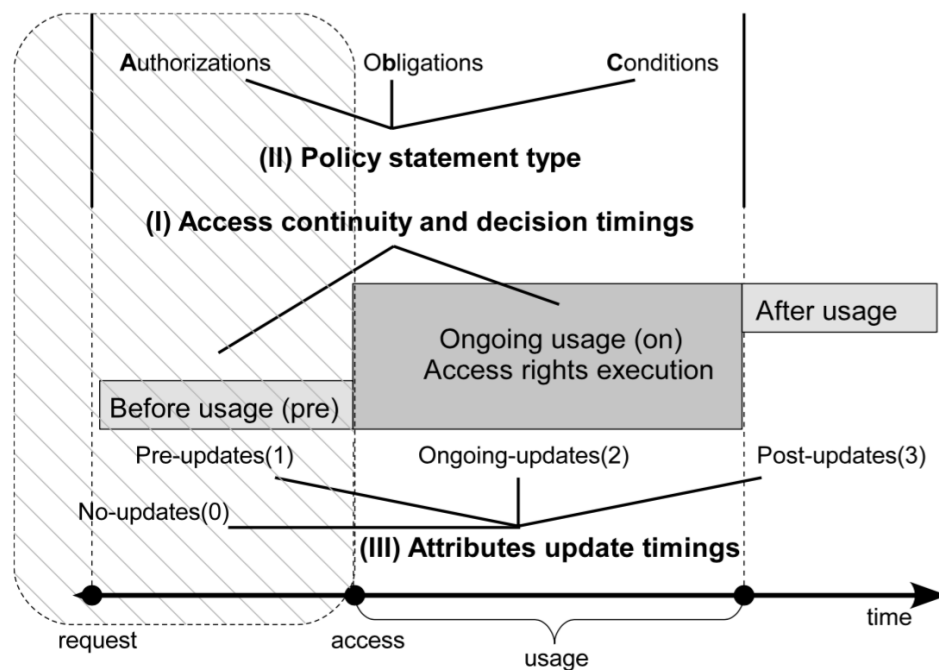 Authorizations
Obligations
Conditions
(II) Policy statement type
(I) Access continuity and decision timings
After usage
Ongoing usage (on)
Access rights execution
Before usage (pre)
Pre-updates(1)
Ongoing-updates(2)
Post-updates(3)
No-updates(0)
(III) Attributes update timings
time
request
access
usage